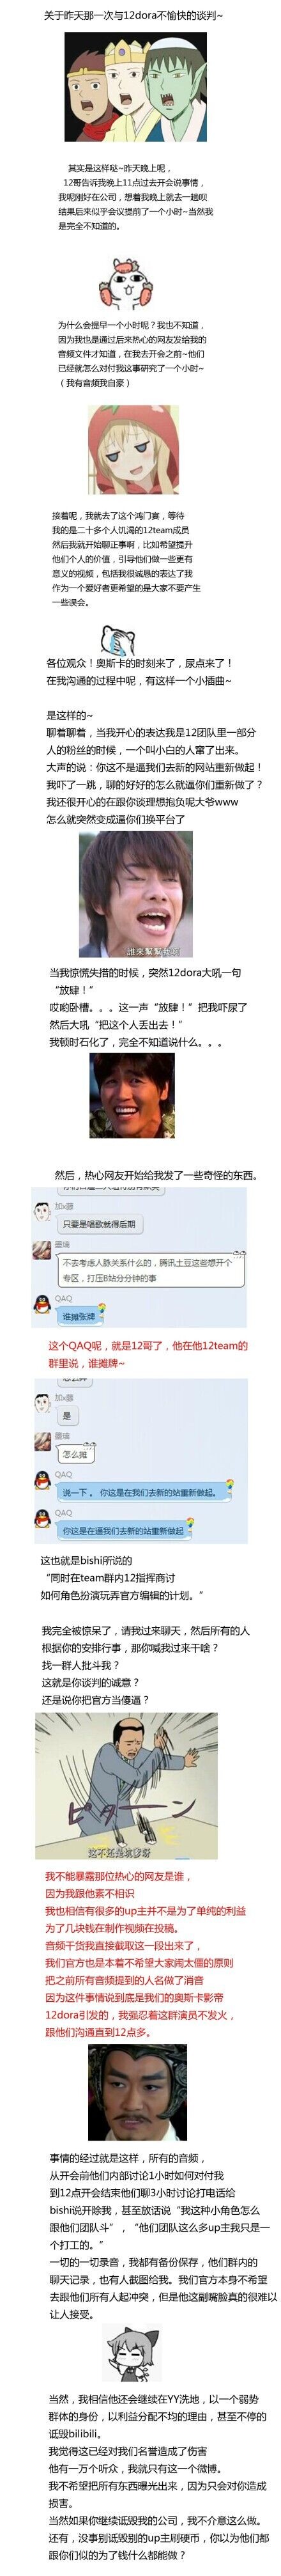 关于昨天那一次与12dora不愉快的谈判~
其实是这样哒~昨天晚上呢，
12哥告诉我晚上11点过去开会说事情，
我呢刚好在公司，想着我晚上就去一趟呗
结果后来似乎会议提前了一个小时~当然我
是完全不知道的。
为什么会提早一个小时呢？我也不知道，
因为我也是通过后来热心的网友发给我的
音频文件才知道，在我去开会之前~他们
已经就怎么对付我这事研究了一个小时~
（我有音频我自豪）
接着呢，我就去了这个鸿门宴，等待
我的是二十多个人饥渴的12team成员
然后我就开始聊正事啊，比如希望提升
他们个人的价值，引导他们做一些更有
意义的视频，包括我很诚恳的表达了我
作为一个爱好者更希望的是大家不要产生
一些误会。
各位观众！奥斯卡的时刻来了，尿点来了！
在我沟通的过程中呢，有这样一个小插曲~
是这样的~
聊着聊着，当我开心的表达我是12团队里一部分
人的粉丝的时候，一个叫小白的人窜了出来。
大声的说：你这不是逼我们去新的网站重新做起！
我吓了一跳，聊的好好的怎么就逼你们重新做了？
我还很开心的在跟你谈理想抱负呢大爷www
怎么就突然变成逼你们换平台了
當我惊慌失措的时候，突然12dora大吼一句
“放肆！”
哎哟卧槽。。。这一声“放肆！”把我吓尿了
然后大吼“把这个人丢出去！”
我顿时石化了，完全不知道说什么。。。
然后，热心网友开始给我发了一些奇怪的东西。
加x藤
只要是唱歌就得后期
墨璃
不去考虑人脉关系什么的，腾讯土豆这些想开个
专区，打压B站分分钟的事
QAQ
谁摊张牌
这个QAQ呢，就是12哥了，他在他12team的
群里说，谁摊牌~
加x藤
是
墨璃
怎么摊
QAQ
说一下 。 你这是在我们去新的站重新做起。
QAQ
你这是在逼我们去新的站重新做起
这也就是bishi所说的
“同时在team群内12指挥商讨
如何角色扮演玩弄官方编辑的计划。”
我完全被惊呆了，请我过来聊天，然后所有的人
根据你的安排行事，那你喊我过来干啥？
找一群人批斗我？
这就是你谈判的诚意？
还是说你把官方当傻逼？
ピターン
我不能暴露那位热心的网友是谁，
因为我跟他素不相识
我也相信有很多的up主并不是为了单纯的利益
为了几块钱在制作视频在投稿。
音频干货我直接截取这一段出来了，
我们官方也是本着不希望大家闹太僵的原则
把之前所有音频提到的人名做了消音
因为这件事情说到底是我们的奥斯卡影帝
12dora引发的，我强忍着这群演员不发火，
跟他们沟通直到12点多。
事情的经过就是这样，所有的音频，
从开会前他们内部讨论1小时如何对付我
到12点开会结束他们聊3小时讨论打电话给
bishi说开除我，甚至放话说“我这种小角色怎么
跟他们团队斗”，“他们团队这么多up主我只是一
个打工的。”
一切的一切录音，我都有备份保存，他们群内的
聊天记录，也有人截图给我。我们官方本身不希望
去跟他们所有人起冲突，但是他这副嘴脸真的很难以
让人接受。
当然，我相信他还会继续在YY洗地，以一个弱势
群体的身份，以利益分配不均的理由，甚至不停的
诋毁bilibili。
我觉得这已经对我们名誉造成了伤害
他有一万个听众，我就只有这一个微博。
我不希望把所有东西曝光出来，因为只会对你造成
损害。
当然如果你继续诋毁我的公司，我不介意这么做。
还有，没事别诋毁别的up主刷硬币，你以为他们都
跟你们似的为了钱什么都能做？